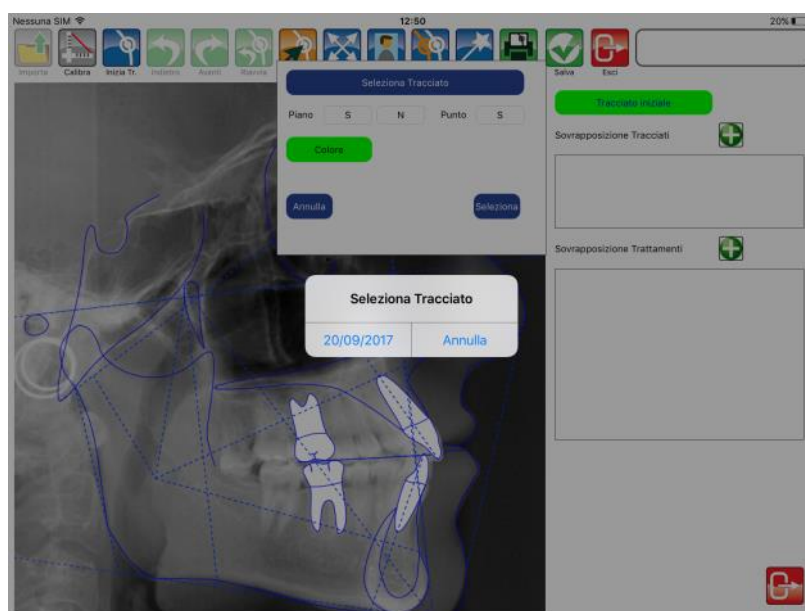 Nessuna SIM 12:50 20%
Importa Calibra Inizia Tr. Indietro Avanti Ricalcola Salva Esci
Seleziona Tracciato
Piano S N Punto S
Colore
Annulla Seleziona
Tracciato iniziale
Sovrapposizione Tracciati
Sovrapposizione Trattamenti
Seleziona Tracciato
20/09/2017 Annulla